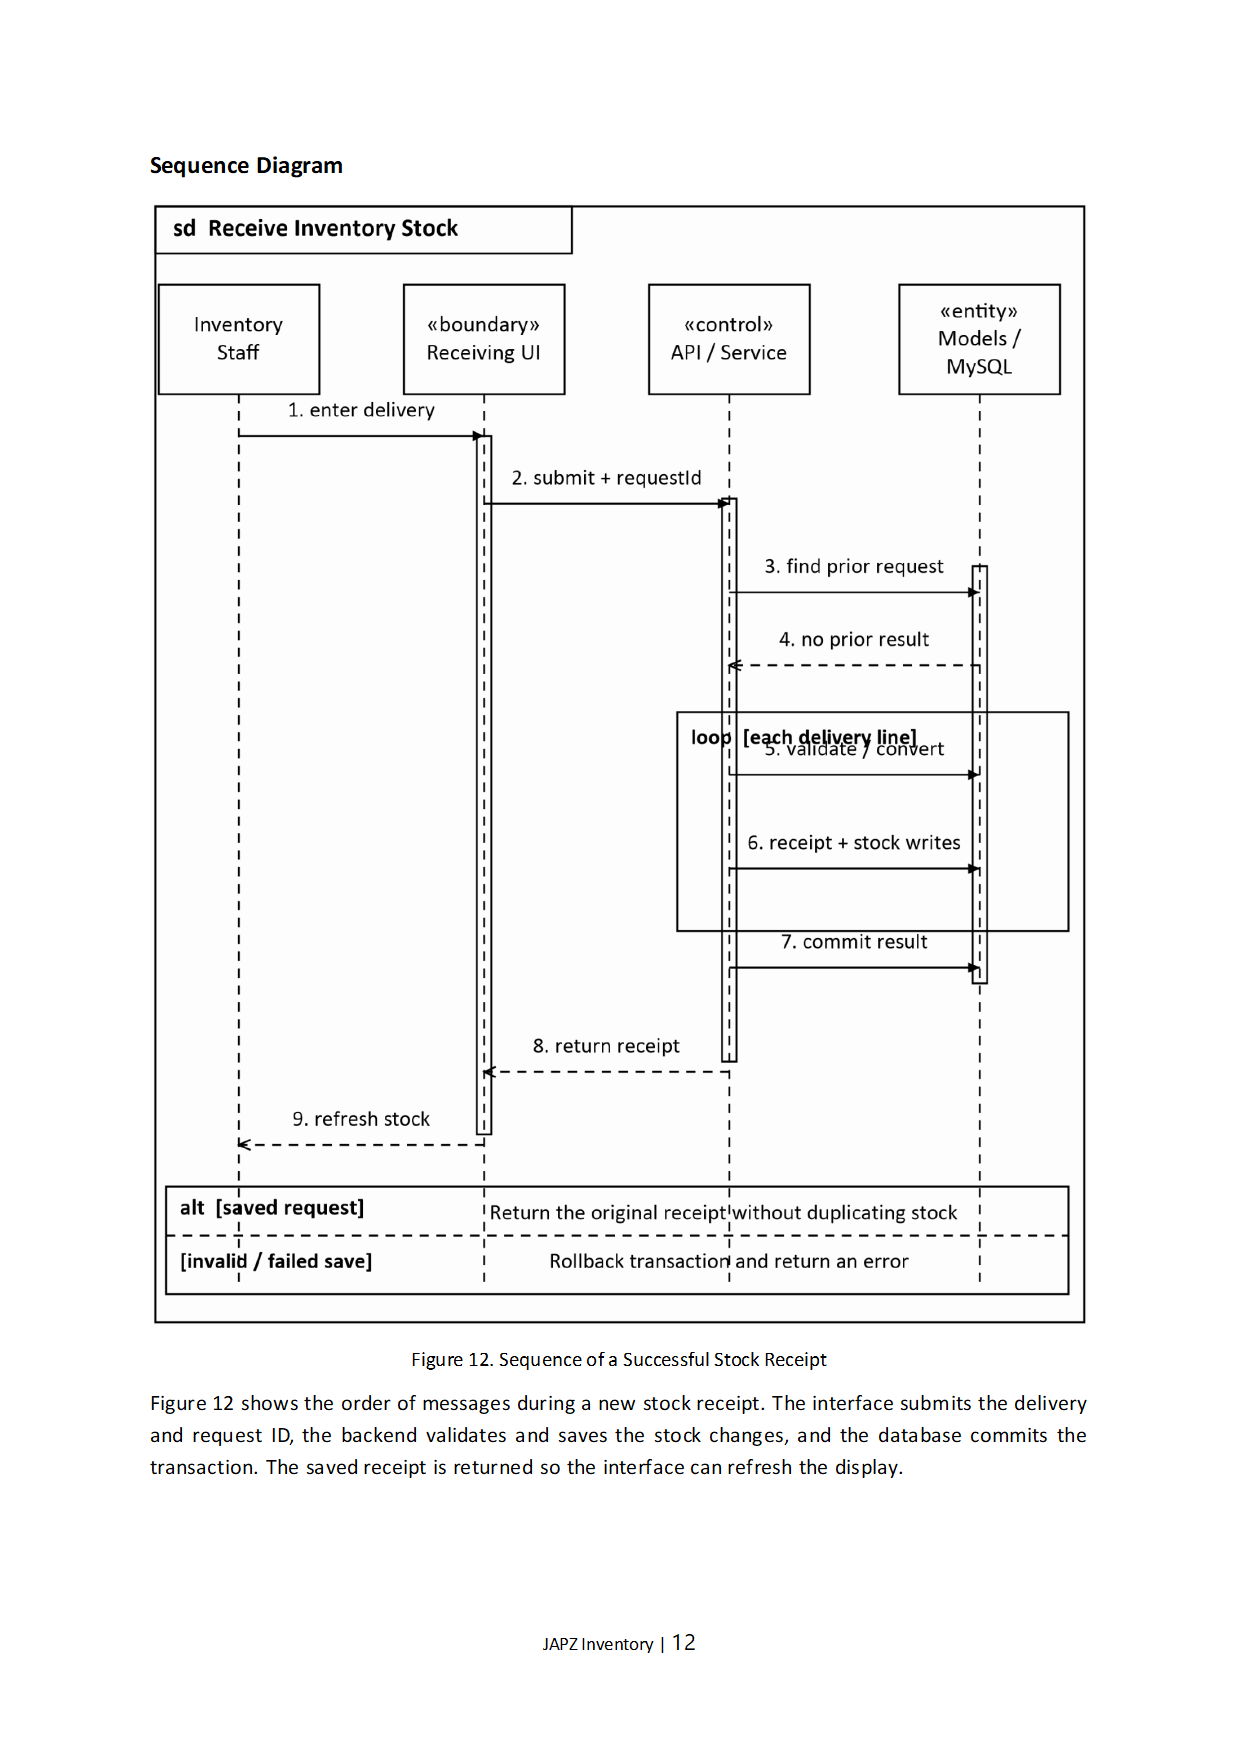 Sequence Diagram
sd  Receive Inventory Stock
Inventory
Staff
«boundary»
Receiving UI
«control»
API / Service
«entity»
Models /
MySQL
1. enter delivery
2. submit + requestId
3. find prior request
4. no prior result
loop  [each delivery line]
5. validate / convert
6. receipt + stock writes
7. commit result
8. return receipt
9. refresh stock
alt  [saved request]
Return the original receipt without duplicating stock
[invalid / failed save]
Rollback transaction and return an error
Figure 12. Sequence of a Successful Stock Receipt
Figure 12 shows the order of messages during a new stock receipt. The interface submits the delivery
and request ID, the backend validates and saves the stock changes, and the database commits the
transaction. The saved receipt is returned so the interface can refresh the display.
JAPZ Inventory | 12